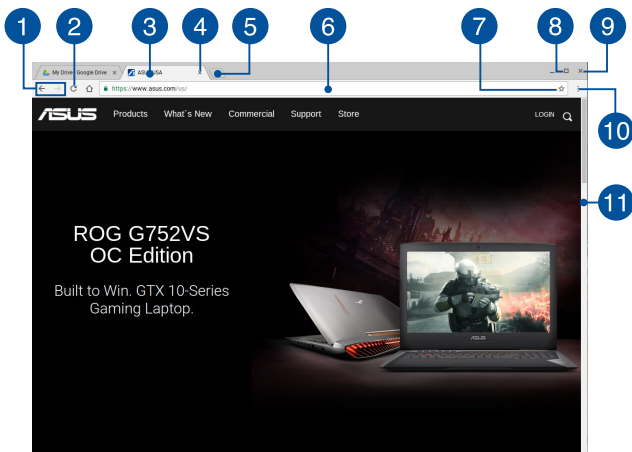 1 2 3 4 5 6 7 8 9
My Drive - Google Drive
https://www.asus.com/us/
10
ASUS Products What´s New Commercial Support Store LOGIN
11
ROG G752VS
OC Edition
Built to Win. GTX 10-Series
Gaming Laptop.
ASUS